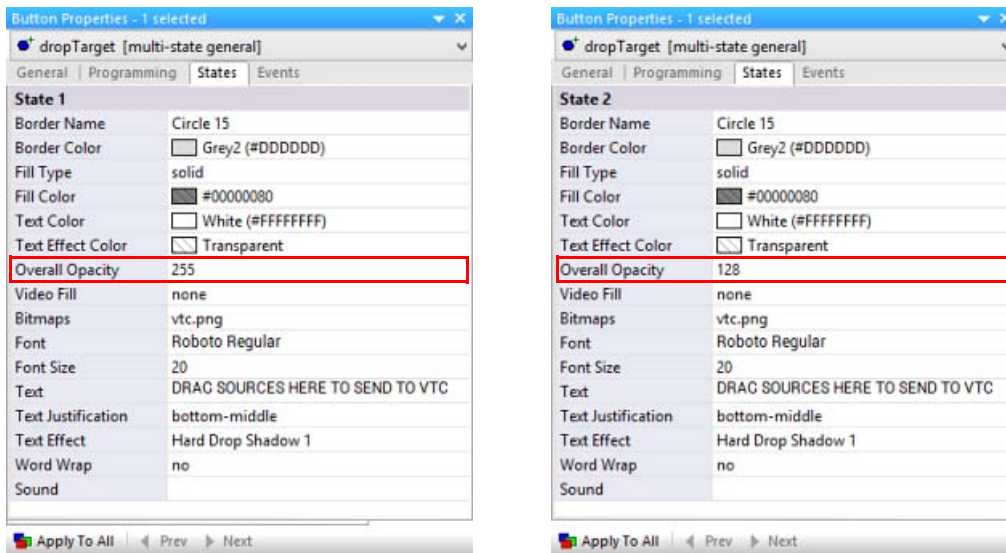 Button Properties - 1 selected
dropTarget [multi-state general]
General | Programming States Events
State 1
Border Name Circle 15
Border Color Grey2 (#DDDDDD)
Fill Type solid
Fill Color #00000080
Text Color White (#FFFFFFFF)
Text Effect Color Transparent
Overall Opacity 255
Video Fill none
Bitmaps vtc.png
Font Roboto Regular
Font Size 20
Text DRAG SOURCES HERE TO SEND TO VTC
Text Justification bottom-middle
Text Effect Hard Drop Shadow 1
Word Wrap no
Sound
Apply To All Prev Next
Button Properties - 1 selected
dropTarget [multi-state general]
General | Programming States Events
State 2
Border Name Circle 15
Border Color Grey2 (#DDDDDD)
Fill Type solid
Fill Color #00000080
Text Color White (#FFFFFFFF)
Text Effect Color Transparent
Overall Opacity 128
Video Fill none
Bitmaps vtc.png
Font Roboto Regular
Font Size 20
Text DRAG SOURCES HERE TO SEND TO VTC
Text Justification bottom-middle
Text Effect Hard Drop Shadow 1
Word Wrap no
Sound
Apply To All Prev Next